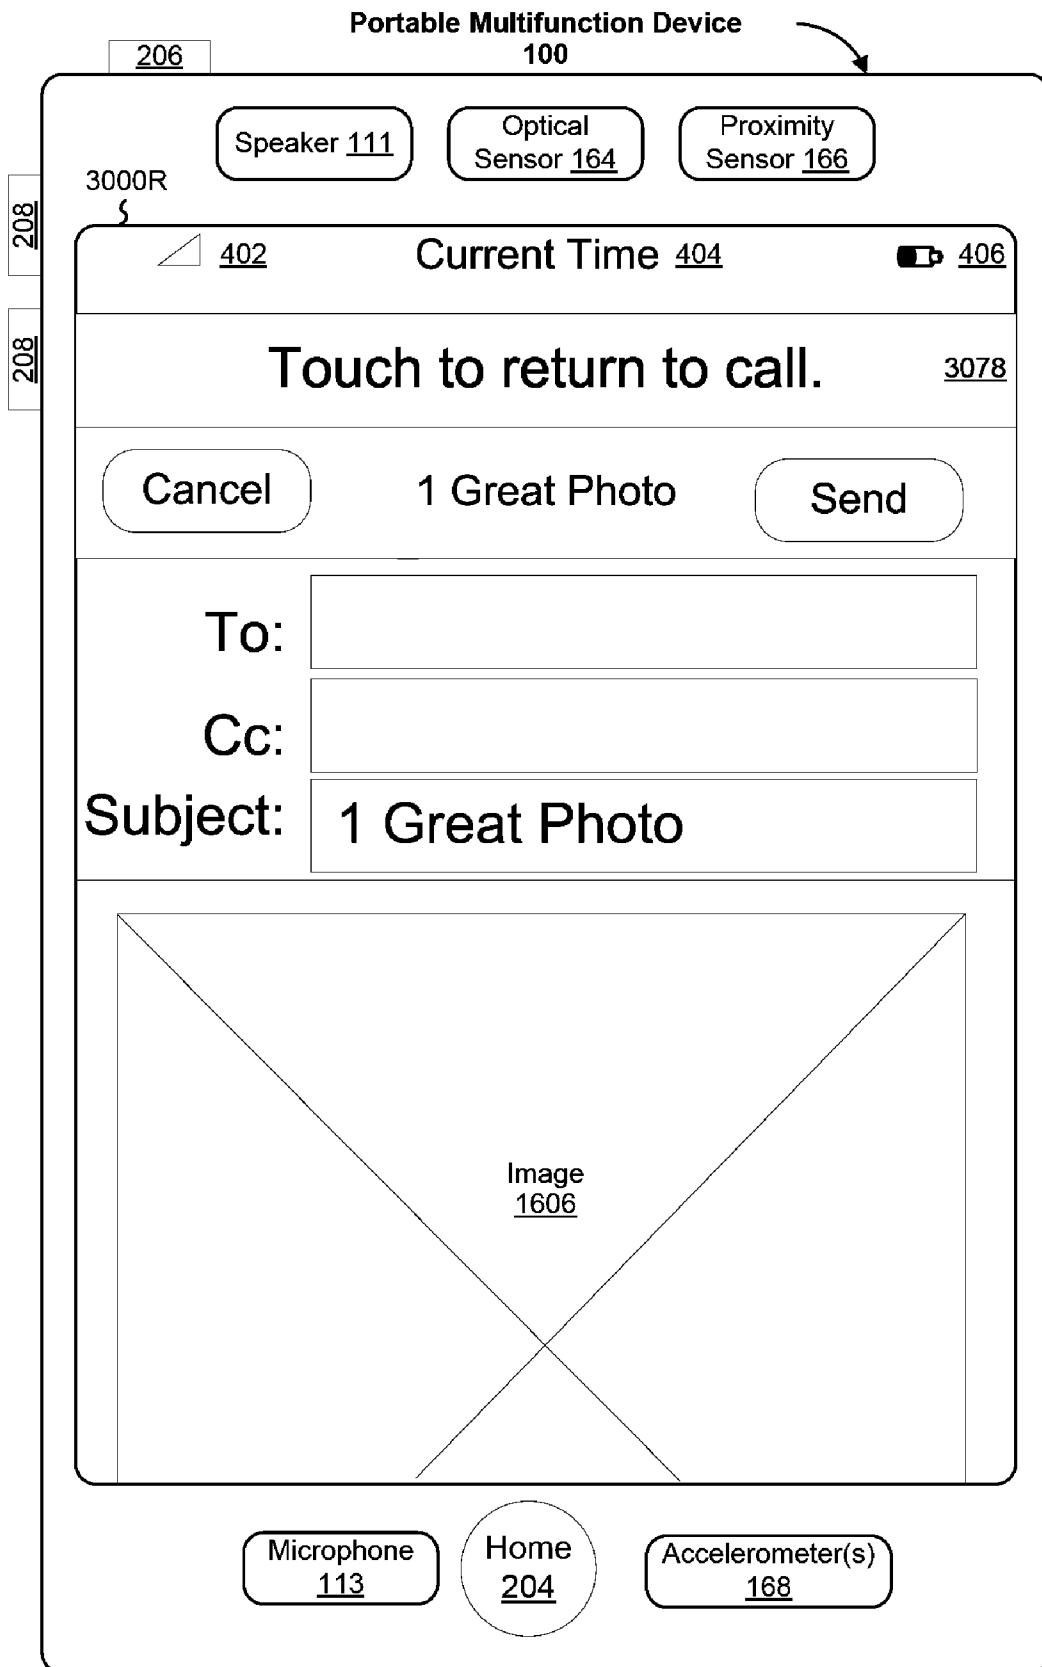 Portable Multifunction Device
100
206
Speaker 111
Optical
Sensor 164
Proximity
Sensor 166
3000R
208
208
402
Current Time 404
406
Touch to return to call.
3078
Cancel
1 Great Photo
Send
To:
Cc:
Subject:
1 Great Photo
Image
1606
Microphone
113
Home
204
Accelerometer(s)
168